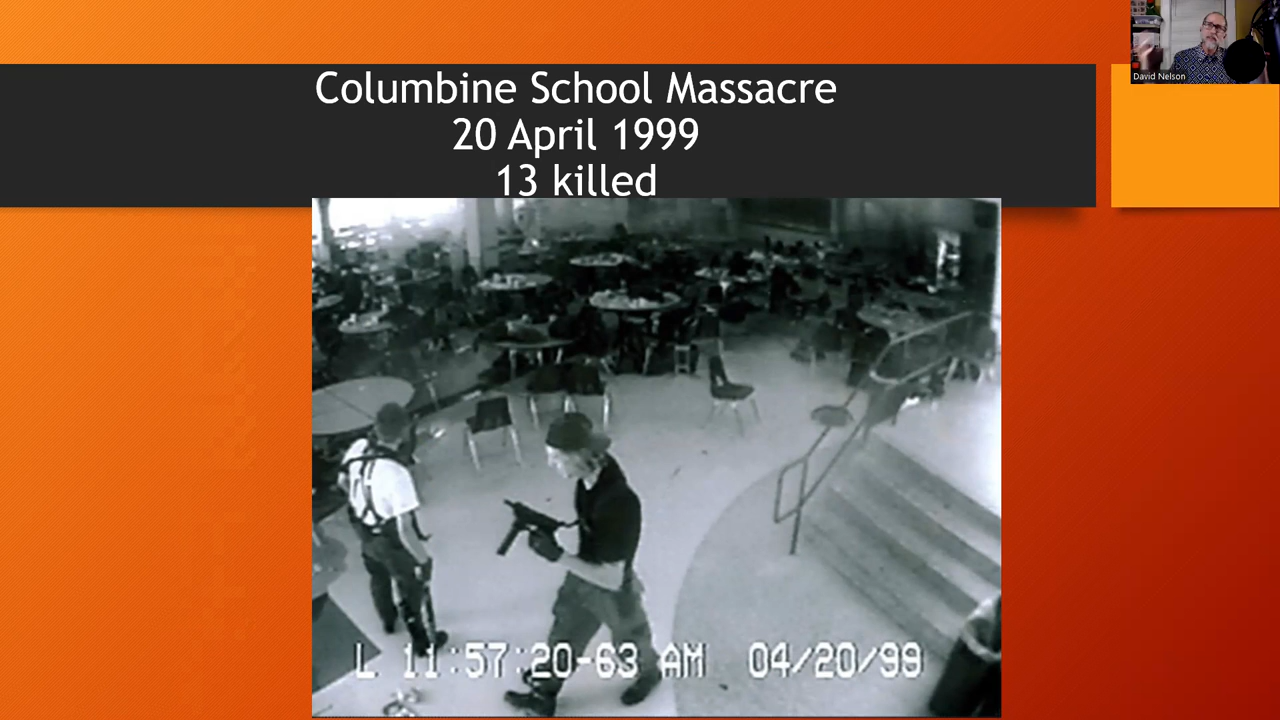 Columbine School Massacre
20 April 1999
13 killed
David Nelson
L 11:57:20-63 AM 04/20/99